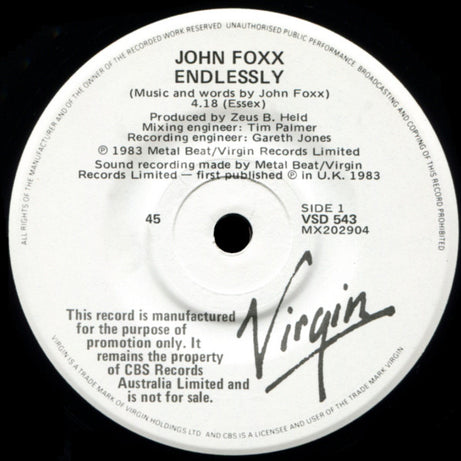 ALL RIGHTS OF THE MANUFACTURER AND OF THE OWNER OF THE RECORDED WORK RESERVED. UNAUTHORISED PUBLIC PERFORMANCE, BROADCASTING AND COPYING OF THIS RECORD PROHIBITED
JOHN FOXX
ENDLESSLY
(Music and words by John Foxx)
4.18 (Essex)
Produced by Zeus B. Held
Mixing engineer: Tim Palmer
Recording engineer: Gareth Jones
℗ 1983 Metal Beat/Virgin Records Limited
Sound recording made by Metal Beat/Virgin
Records Limited — first published ℗ in U.K. 1983
45
SIDE 1
VSD 543
MX202904
This record is manufactured
for the purpose of
promotion only. It
remains the property
of CBS Records
Australia Limited and
is not for sale.
Virgin
VIRGIN IS A TRADE MARK OF VIRGIN HOLDINGS LTD AND CBS IS A LICENSEE AND USER OF THE TRADE MARK VIRGIN